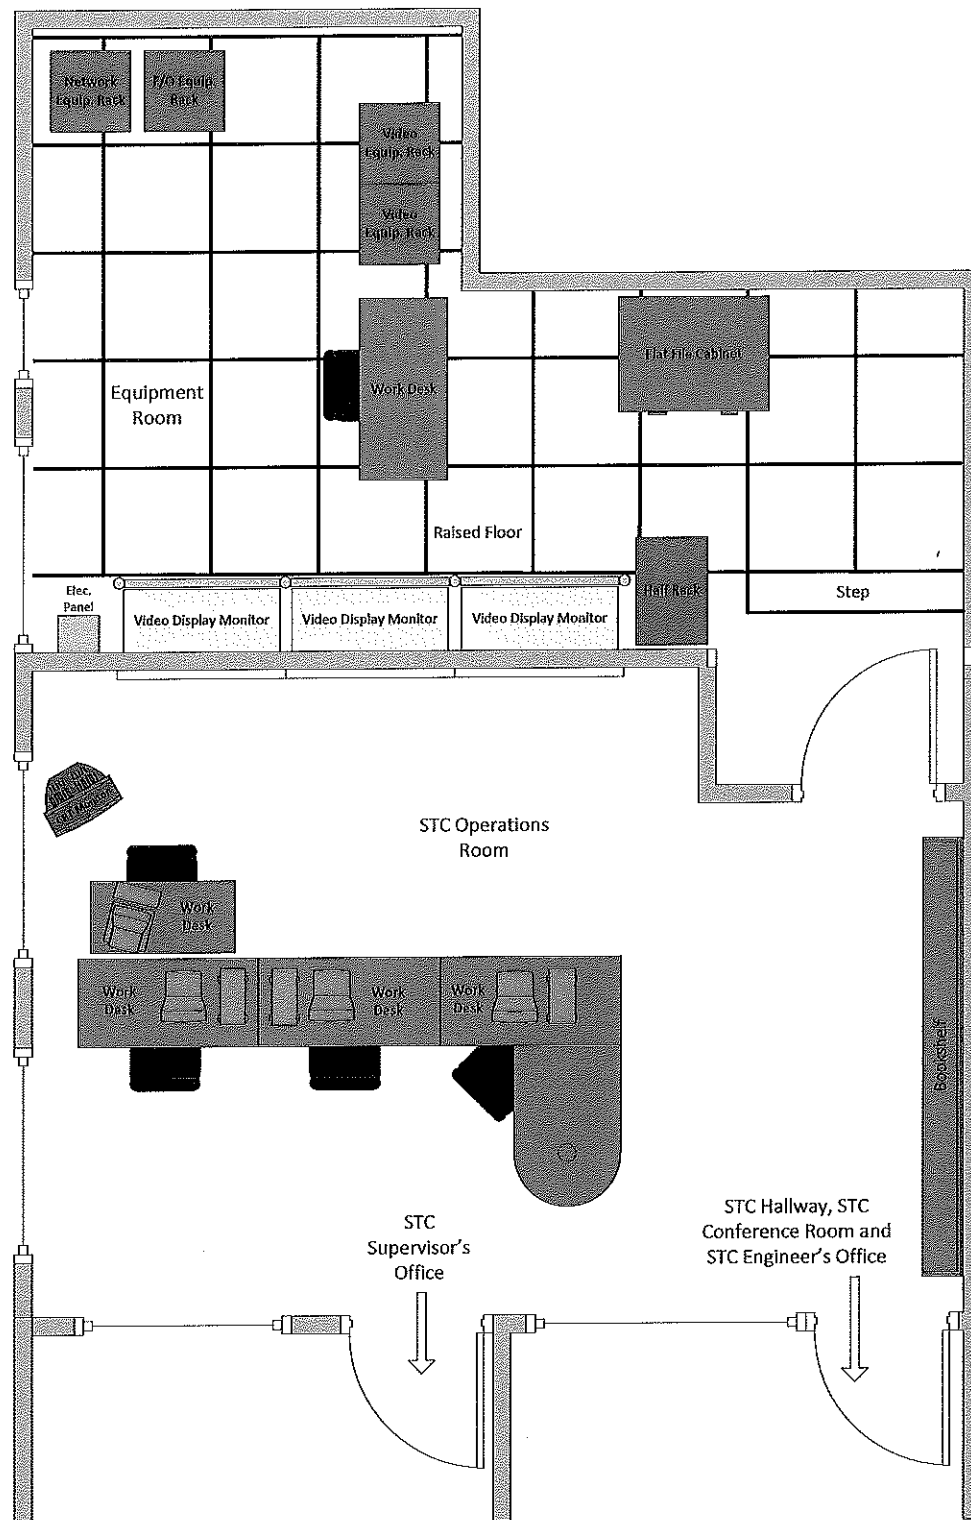 Network
Equip. Rack
F/O Equip.
Rack
Video
Equip. Rack
Video
Equip. Rack
Flat File Cabinet
Work Desk
Equipment
Room
Raised Floor
Elec.
Panel
Video Display Monitor
Video Display Monitor
Video Display Monitor
Half Rack
Step
CRT Monitor
STC Operations
Room
Work
Desk
Work
Desk
Work
Desk
Work
Desk
Bookshelf
STC
Supervisor's
Office
STC Hallway, STC
Conference Room and
STC Engineer's Office